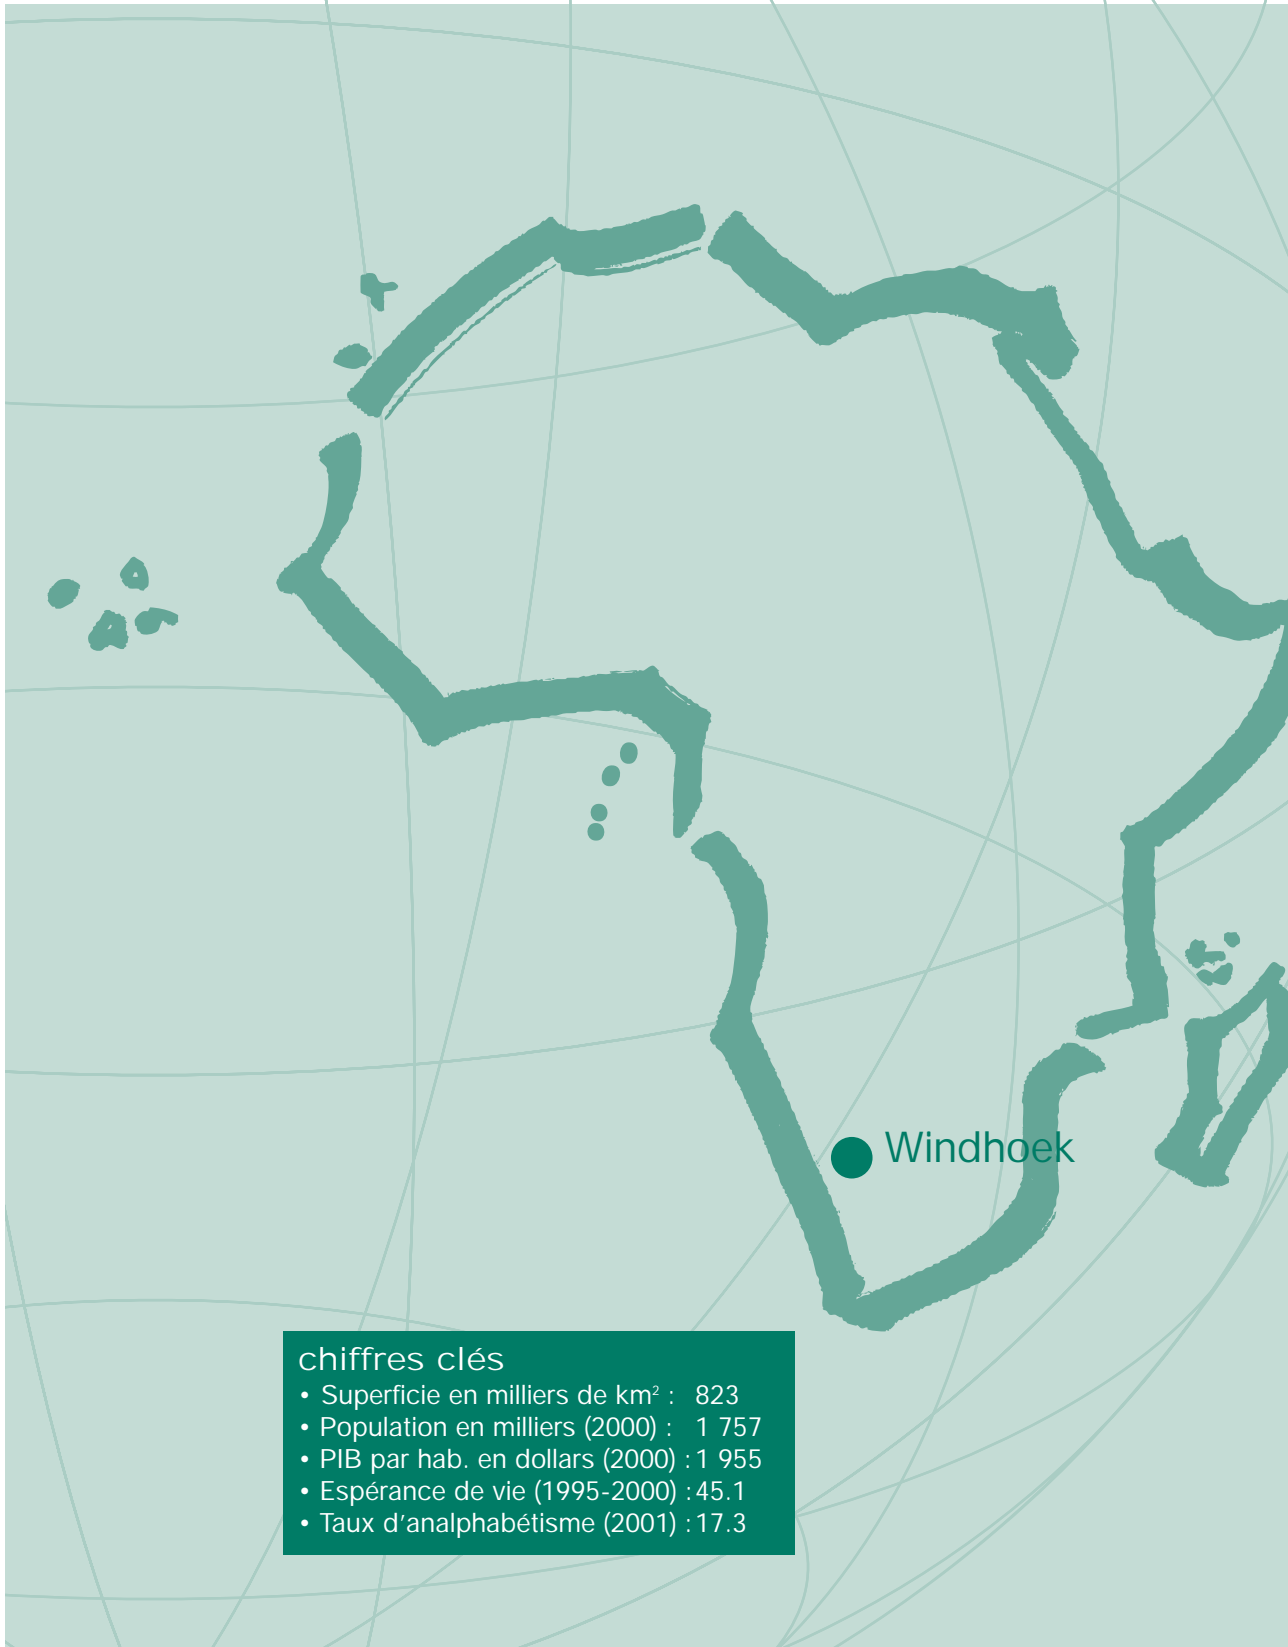 Windhoek
chiffres clés
• Superficie en milliers de km² : 823
• Population en milliers (2000) : 1 757
• PIB par hab. en dollars (2000) : 1 955
• Espérance de vie (1995-2000) : 45.1
• Taux d'analphabétisme (2001) : 17.3